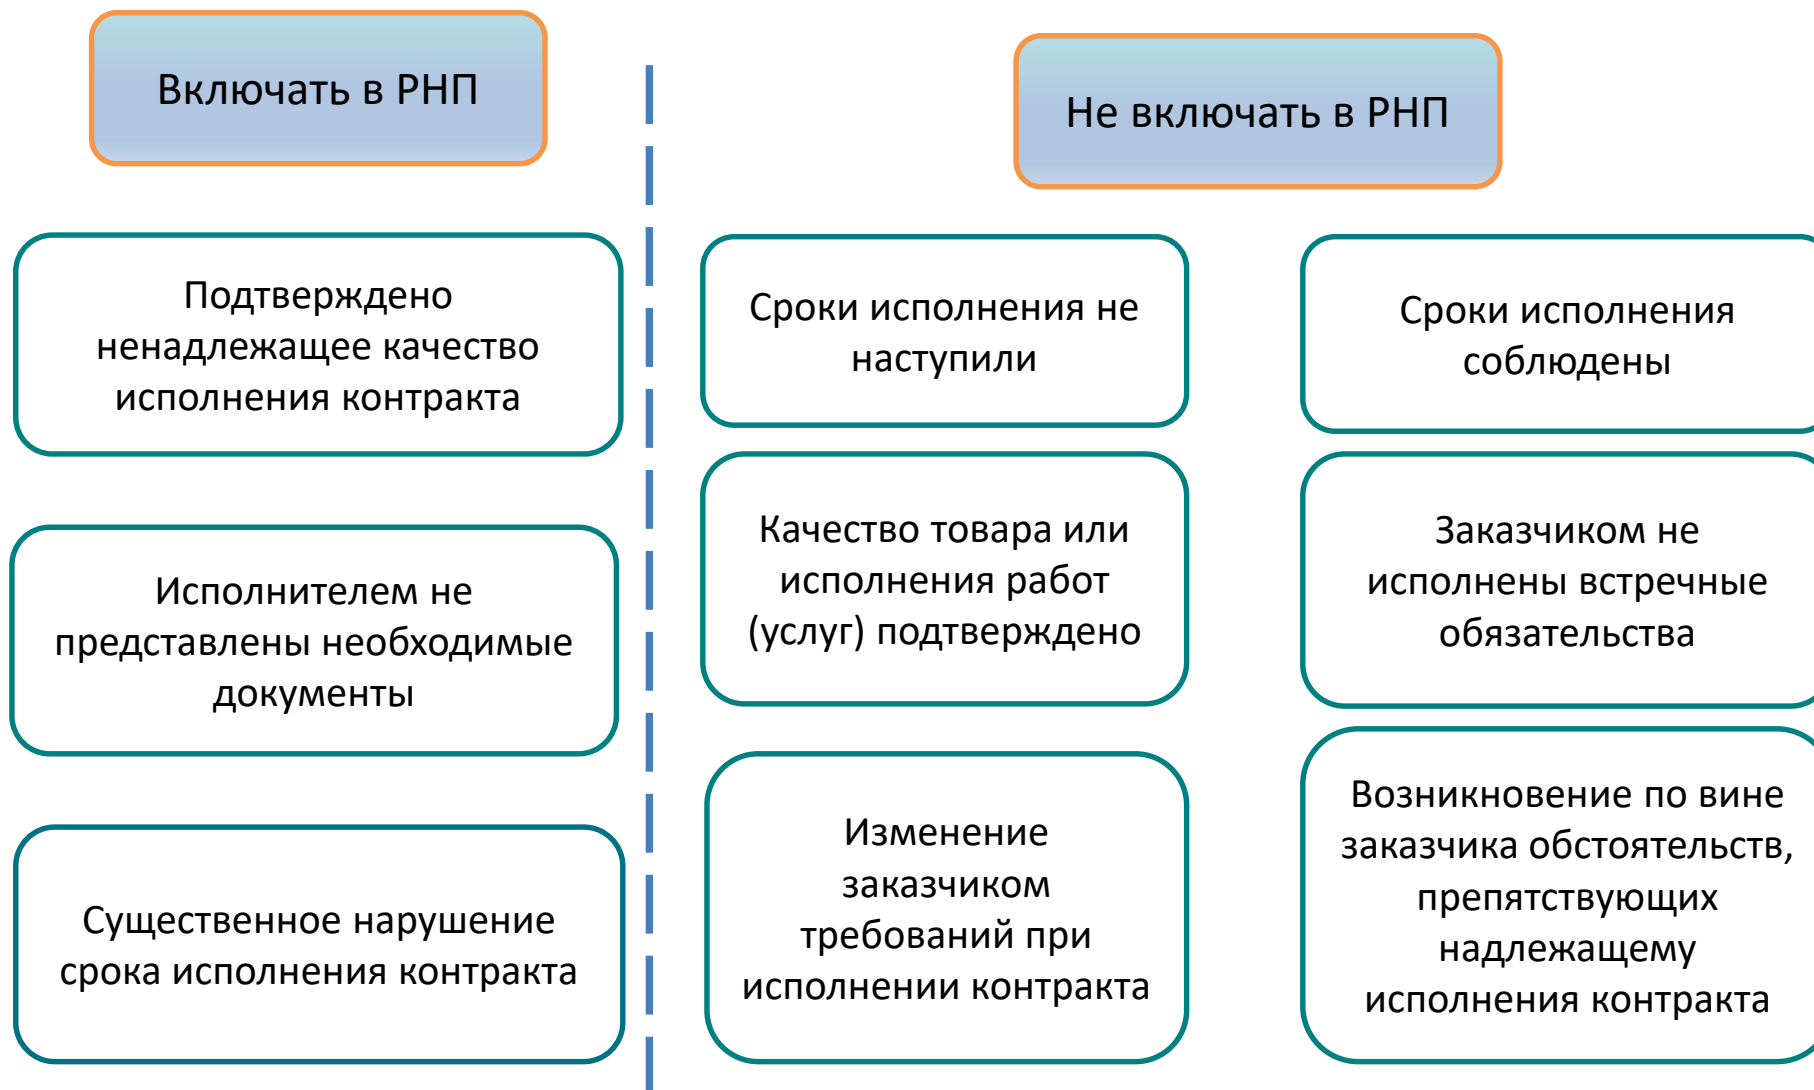 Включать в РНП
Не включать в РНП
Подтверждено
ненадлежащее качество
исполнения контракта
Исполнителем не
представлены необходимые
документы
Существенное нарушение
срока исполнения контракта
Сроки исполнения не
наступили
Сроки исполнения
соблюдены
Качество товара или
исполнения работ
(услуг) подтверждено
Заказчиком не
исполнены встречные
обязательства
Изменение
заказчиком
требований при
исполнении контракта
Возникновение по вине
заказчика обстоятельств,
препятствующих
надлежащему
исполнения контракта